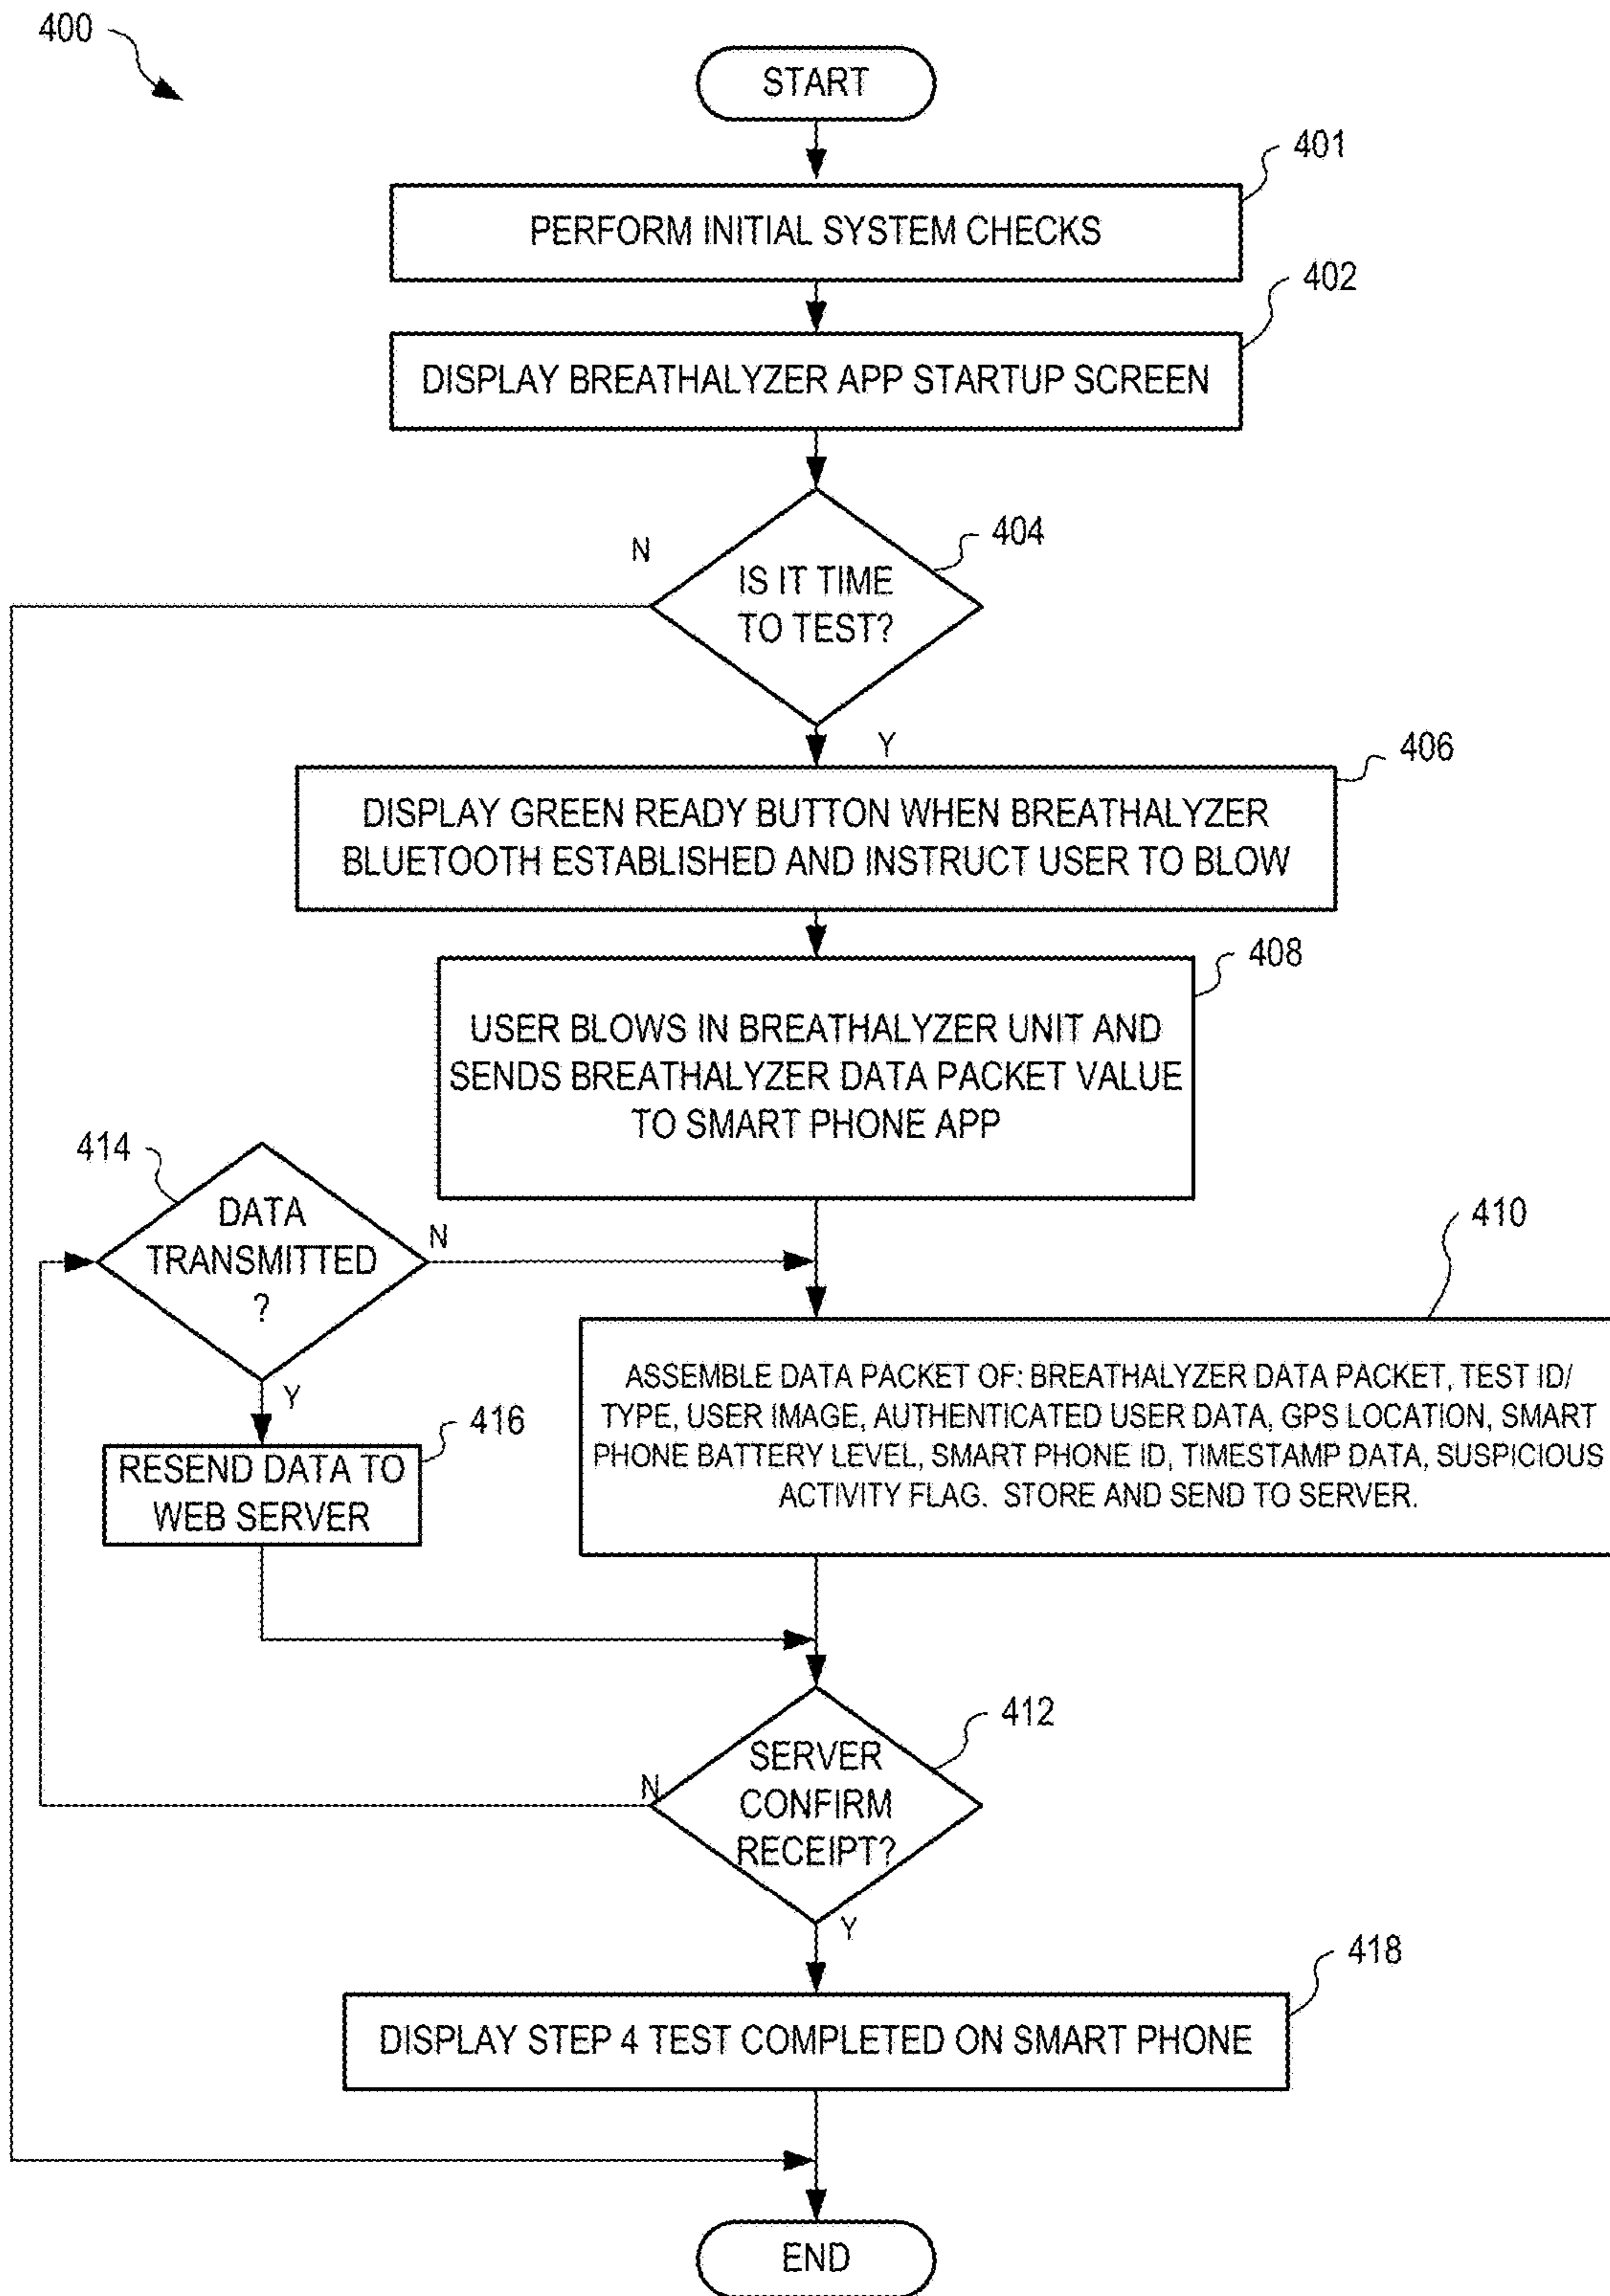 400
START
401
PERFORM INITIAL SYSTEM CHECKS
402
DISPLAY BREATHALYZER APP STARTUP SCREEN
404
N
IS IT TIME
TO TEST?
Y
406
DISPLAY GREEN READY BUTTON WHEN BREATHALYZER
BLUETOOTH ESTABLISHED AND INSTRUCT USER TO BLOW
408
USER BLOWS IN BREATHALYZER UNIT AND
SENDS BREATHALYZER DATA PACKET VALUE
TO SMART PHONE APP
414
DATA
TRANSMITTED
?
N
Y
416
RESEND DATA TO
WEB SERVER
410
ASSEMBLE DATA PACKET OF: BREATHALYZER DATA PACKET, TEST ID/
TYPE, USER IMAGE, AUTHENTICATED USER DATA, GPS LOCATION, SMART
PHONE BATTERY LEVEL, SMART PHONE ID, TIMESTAMP DATA, SUSPICIOUS
ACTIVITY FLAG. STORE AND SEND TO SERVER.
412
SERVER
CONFIRM
RECEIPT?
N
Y
418
DISPLAY STEP 4 TEST COMPLETED ON SMART PHONE
END